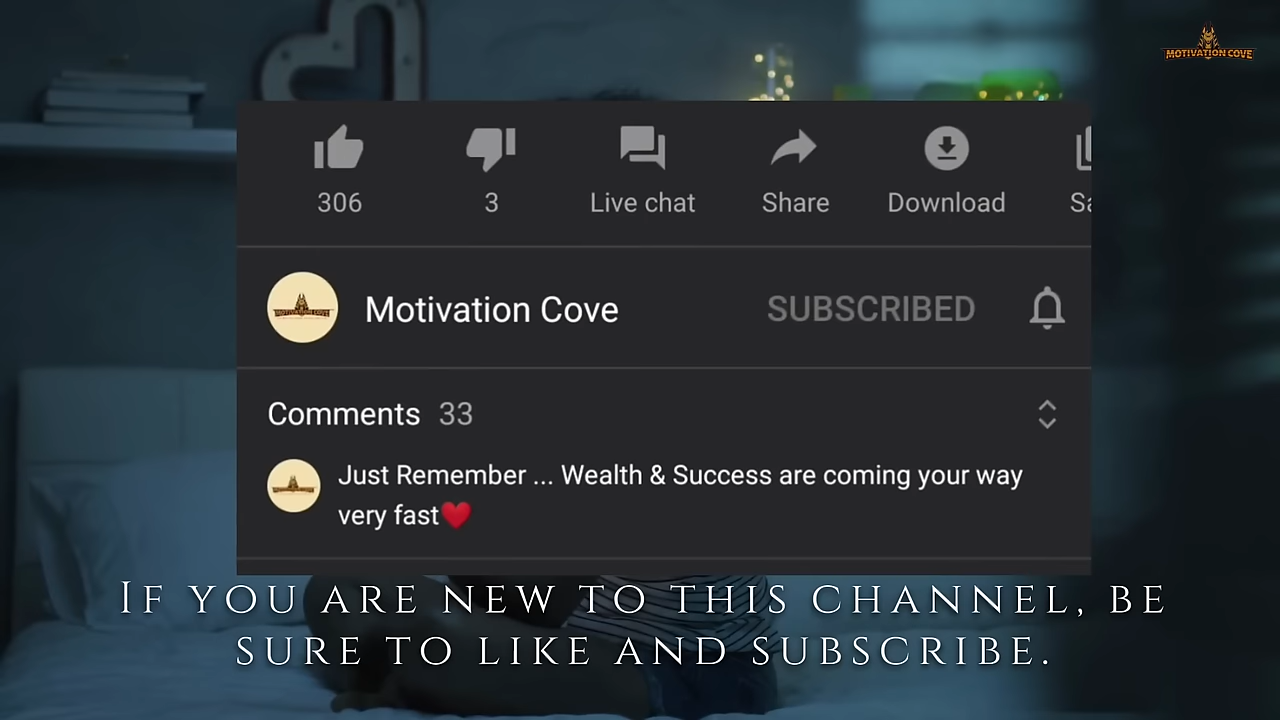 MOTIVATION COVE
306
3
Live chat
Share
Download
Sa
Motivation Cove
SUBSCRIBED
Comments 33
Just Remember ... Wealth & Success are coming your way
very fast❤️
IF YOU ARE NEW TO THIS CHANNEL, BE
SURE TO LIKE AND SUBSCRIBE.